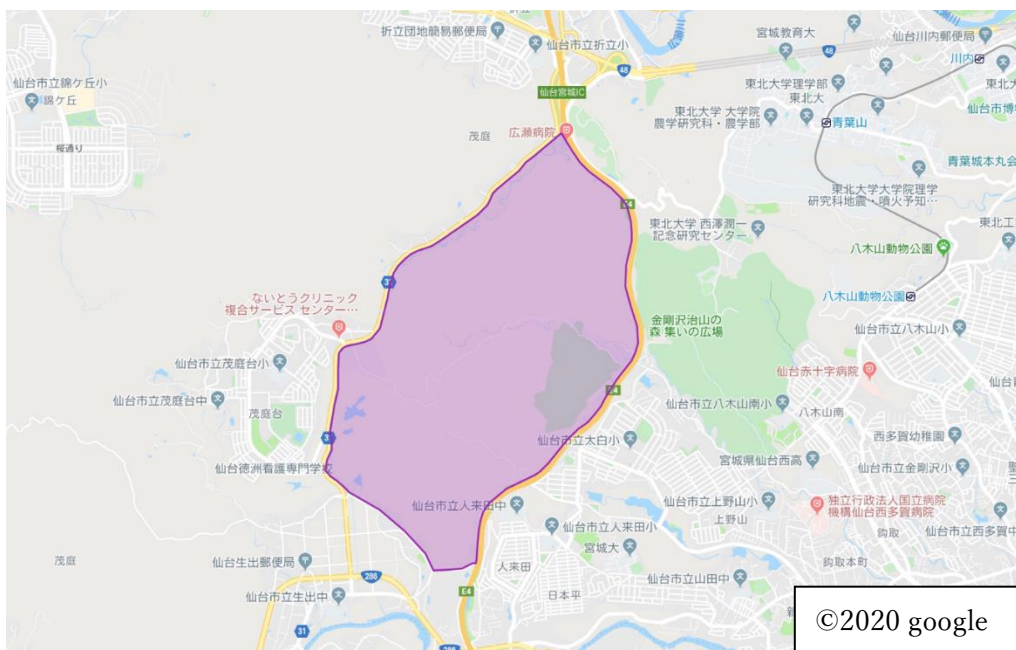 折立団地簡易郵便局
仙台市立折立小
宮城教育大
仙台川内郵便局
48
川内
仙台市立錦ケ丘小
錦ケ丘
48
東北大学理学部
東北大
仙台宮城IC
仙台市博
桜通り
茂庭
広瀬病院
東北大学 大学院
農学研究科・農学部
青葉山
青葉城本丸会
東北大学大学院理学
研究科地震・噴火予知…
E4
東北大学 西澤潤一
記念研究センター
東北工
八木山動物公園
3
ないとうクリニック
複合サービス センター…
八木山動物公園
金剛沢治山の
森 集いの広場
仙台市立八木山小
仙台市立茂庭台小
仙台赤十字病院
E4
仙台市立茂庭台中
仙台市立八木山南小
八木山南
茂庭台
3
仙台市立太白小
西多賀幼稚園
仙台徳洲看護専門学校
宮城県仙台西高
仙台市立金剛沢小
仙台市立人来田中
仙台市立上野山小
上野山
独立行政法人国立病院
機構仙台西多賀病院
仙台市立人来田小
仙台市立西多賀中
宮城大
鈎取
茂庭
仙台生出郵便局
人来田
鈎取本町
286
仙台市立山田中
仙台市立生出中
E4
日本平
31
286
©2020 google